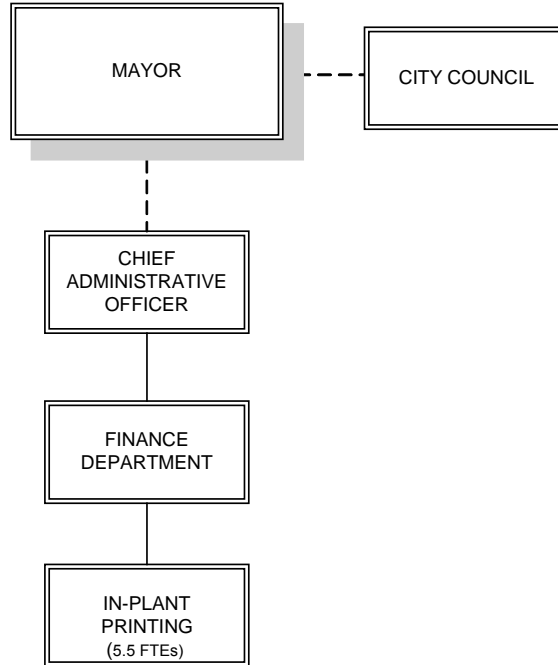 MAYOR
CITY COUNCIL
CHIEF
ADMINISTRATIVE
OFFICER
FINANCE
DEPARTMENT
IN-PLANT
PRINTING
(5.5 FTEs)